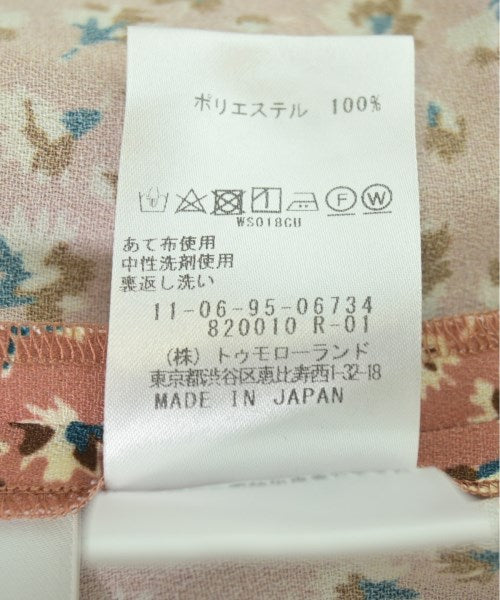 ポリエステル 100%
F W
WS018CU
あて布使用
中性洗剤使用
裏返し洗い
11-06-95-06734
820010 R-01
(株) トゥモローランド
東京都渋谷区恵比寿西1-32-18
MADE IN JAPAN